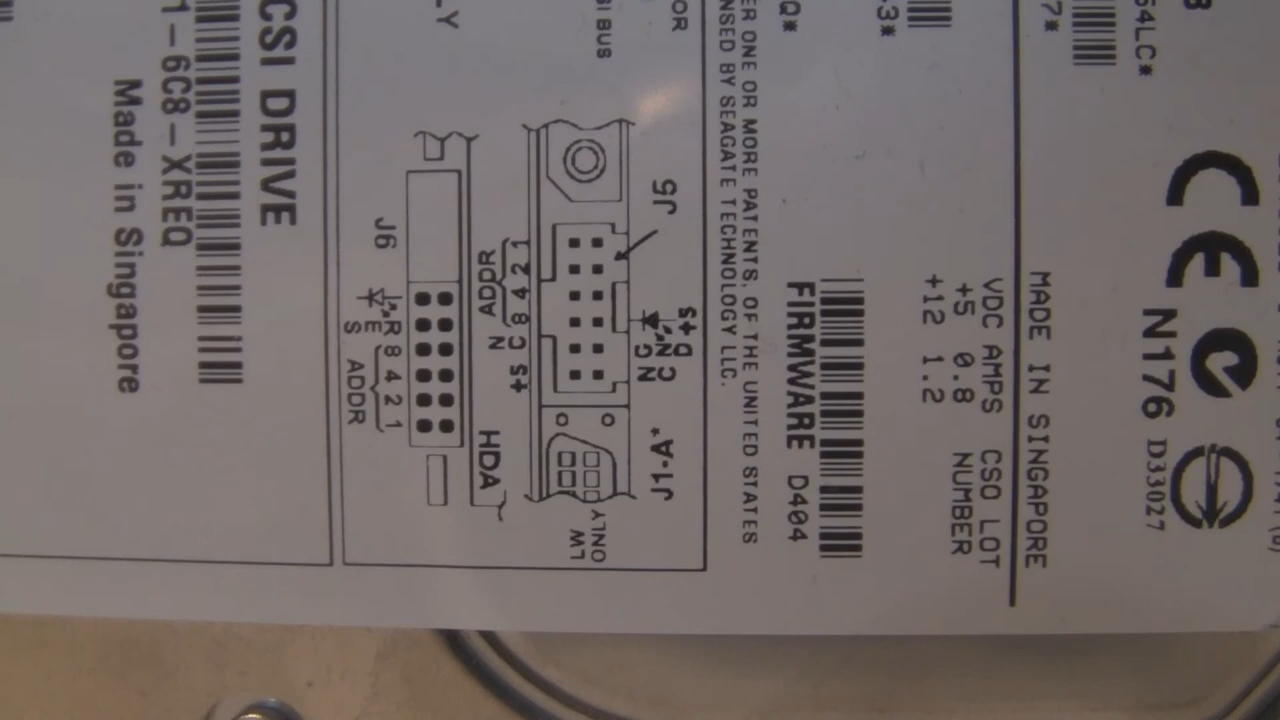 N176 D33027
54LC*
7*
MADE IN SINGAPORE
VDC AMPS CSO LOT
+5 0.8 NUMBER
+12 1.2
3*
Q*
FIRMWARE D404
ER ONE OR MORE PATENTS, OF THE UNITED STATES
NSED BY SEAGATE TECHNOLOGY LLC.
OR
SI BUS
J5
D+s
CN
NC
J1-A*
LW
ONLY
1 2 4 8 C +s
ADDR N
HDA
LY
J6
R 8 4 2 1
E
S ADDR
CSI DRIVE
1-6C8-XREQ
Made in Singapore